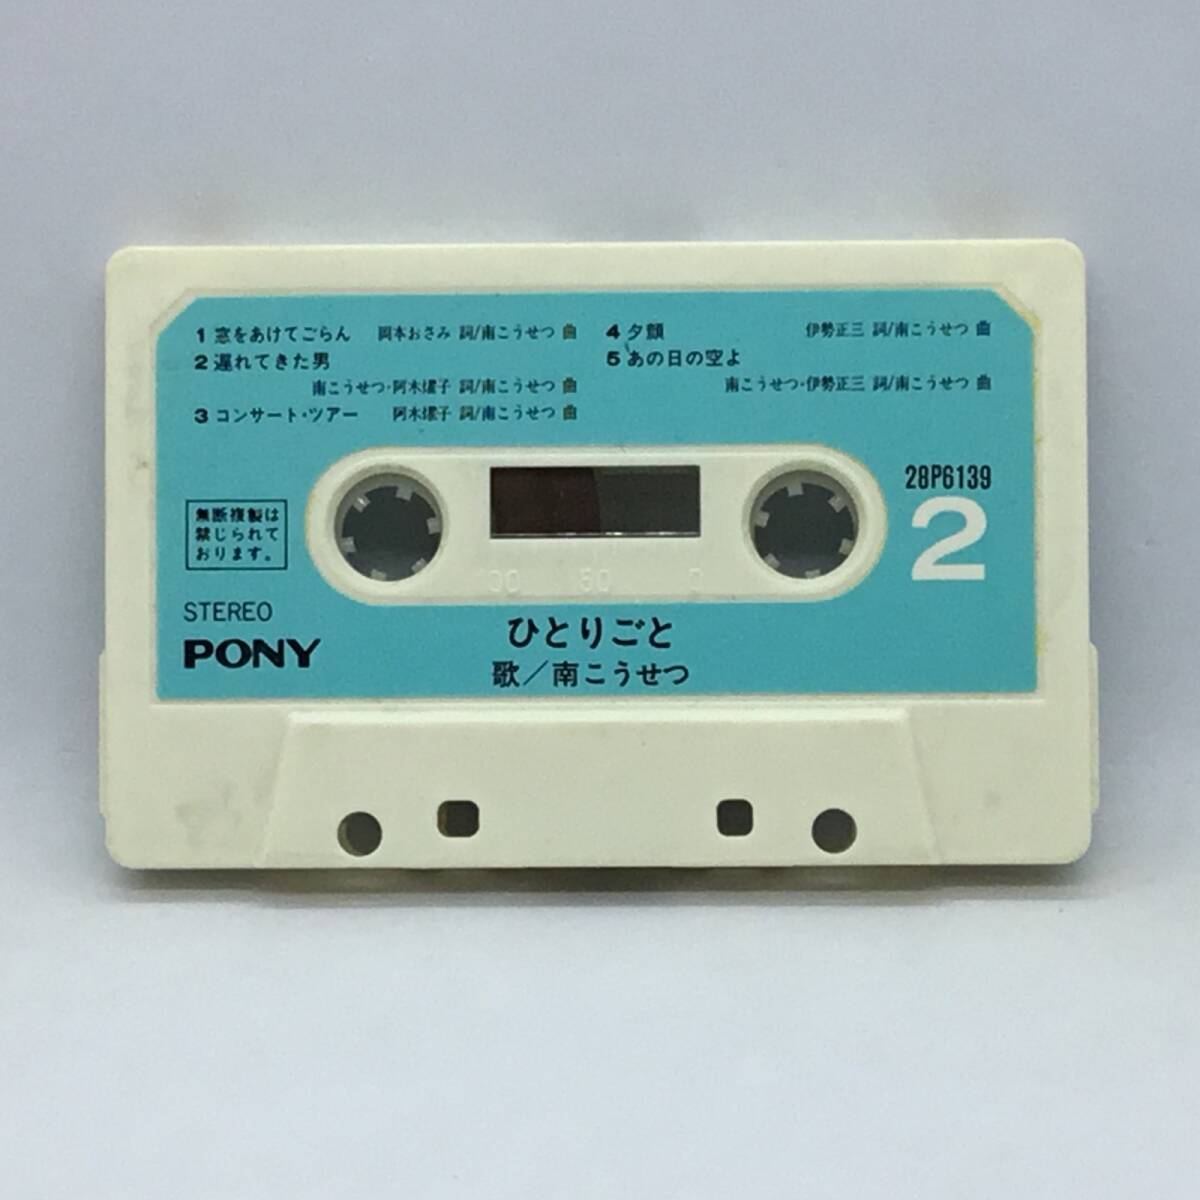 1 窓をあけてごらん 岡本おさみ 詞/南こうせつ 曲
2 遅れてきた男
南こうせつ・阿木燿子 詞/南こうせつ 曲
3 コンサート・ツアー 阿木燿子 詞/南こうせつ 曲
4 夕顔 伊勢正三 詞/南こうせつ 曲
5 あの日の空よ
南こうせつ・伊勢正三 詞/南こうせつ 曲
28P6139
2
無断複製は
禁じられて
おります。
STEREO
PONY
ひとりごと
歌/南こうせつ